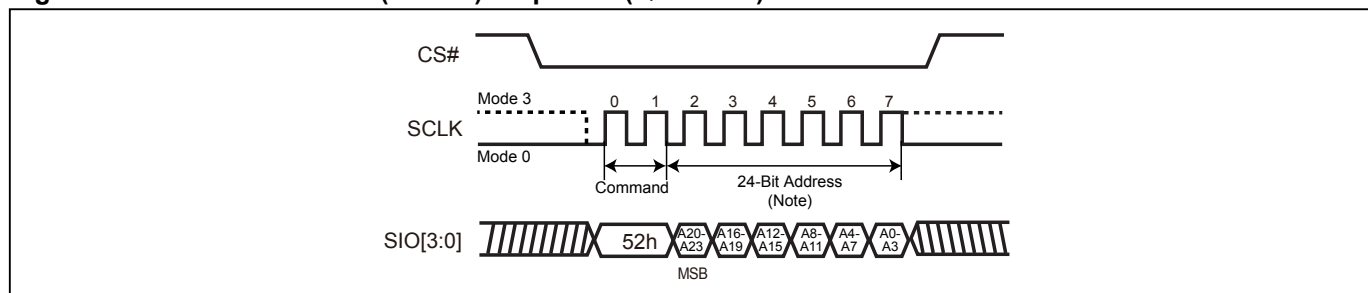 CS#
Mode 3
0 1 2 3 4 5 6 7
SCLK
Mode 0
Command
24-Bit Address
(Note)
SIO[3:0]
52h
A20-
A23
A16-
A19
A12-
A15
A8-
A11
A4-
A7
A0-
A3
MSB